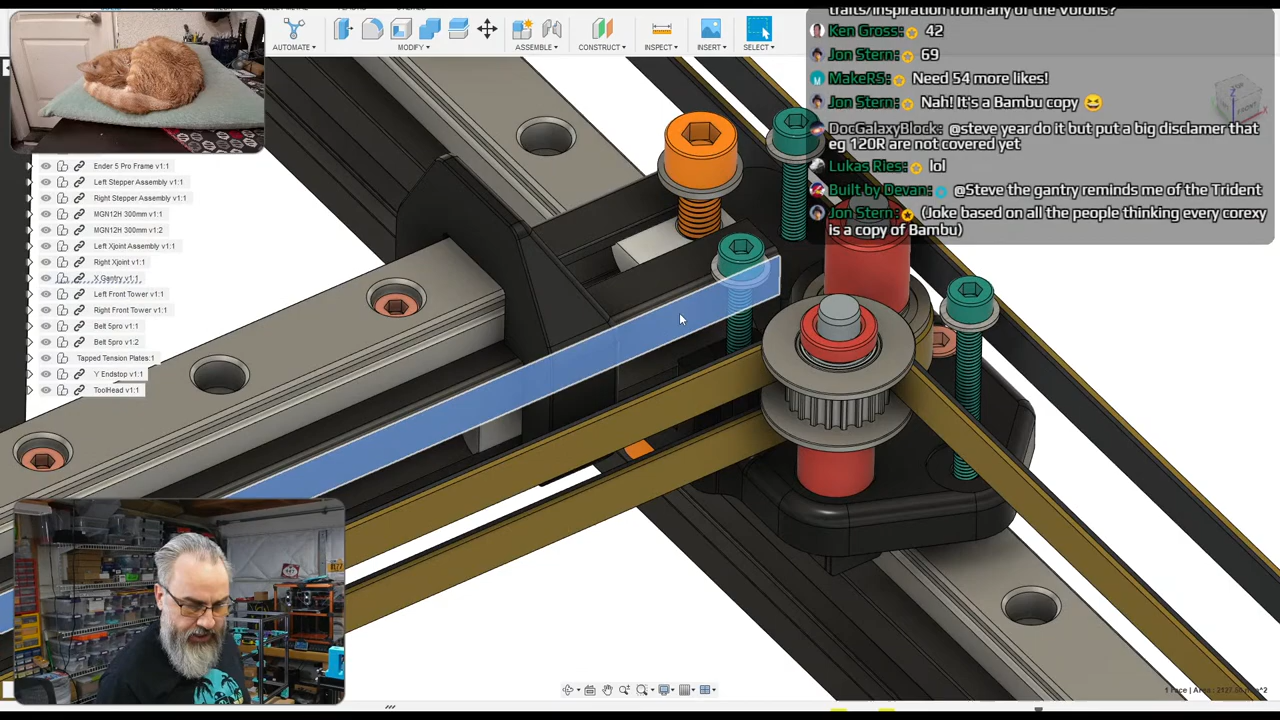 AUTOMATE
MODIFY
ASSEMBLE
CONSTRUCT
INSPECT
INSERT
SELECT
traits/inspiration from any of the Vorons?
Ken Gross: 42
Jon Stern: 69
MakeRS: Need 54 more likes!
Jon Stern: Nah! It's a Bambu copy 😆
DocGalaxyBlock: @steve year do it but put a big disclamer that
eg 120R are not covered yet
Lukas Ries: lol
Built by Devan: @Steve the gantry reminds me of the Trident
Jon Stern: (Joke based on all the people thinking every corexy
is a copy of Bambu)
Ender 5 Pro Frame v1:1
Left Stepper Assembly v1:1
Right Stepper Assembly v1:1
MGN12H 300mm v1:1
MGN12H 300mm v1:2
Left Xjoint Assembly v1:1
Right Xjoint v1:1
X Gantry v1:1
Left Front Tower v1:1
Right Front Tower v1:1
Belt 5pro v1:1
Belt 5pro v1:2
Tapped Tension Plates:1
Y Endstop v1:1
ToolHead v1:1